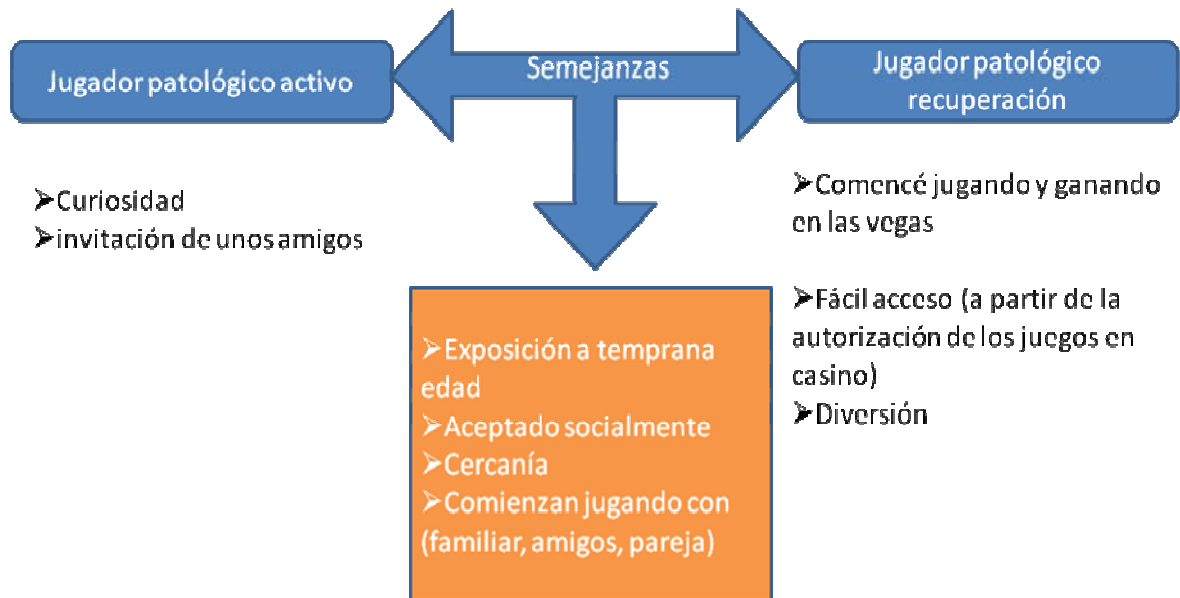 Jugador patológico activo
Semejanzas
Jugador patológico
recuperación
➤Curiosidad
➤invitación de unos amigos
➤Comencé jugando y ganando
en las vegas
➤Fácil acceso (a partir de la
autorización de los juegos en
casino)
➤Diversión
➤Exposición a temprana
edad
➤Aceptado socialmente
➤Cercanía
➤Comienzan jugando con
(familiar, amigos, pareja)